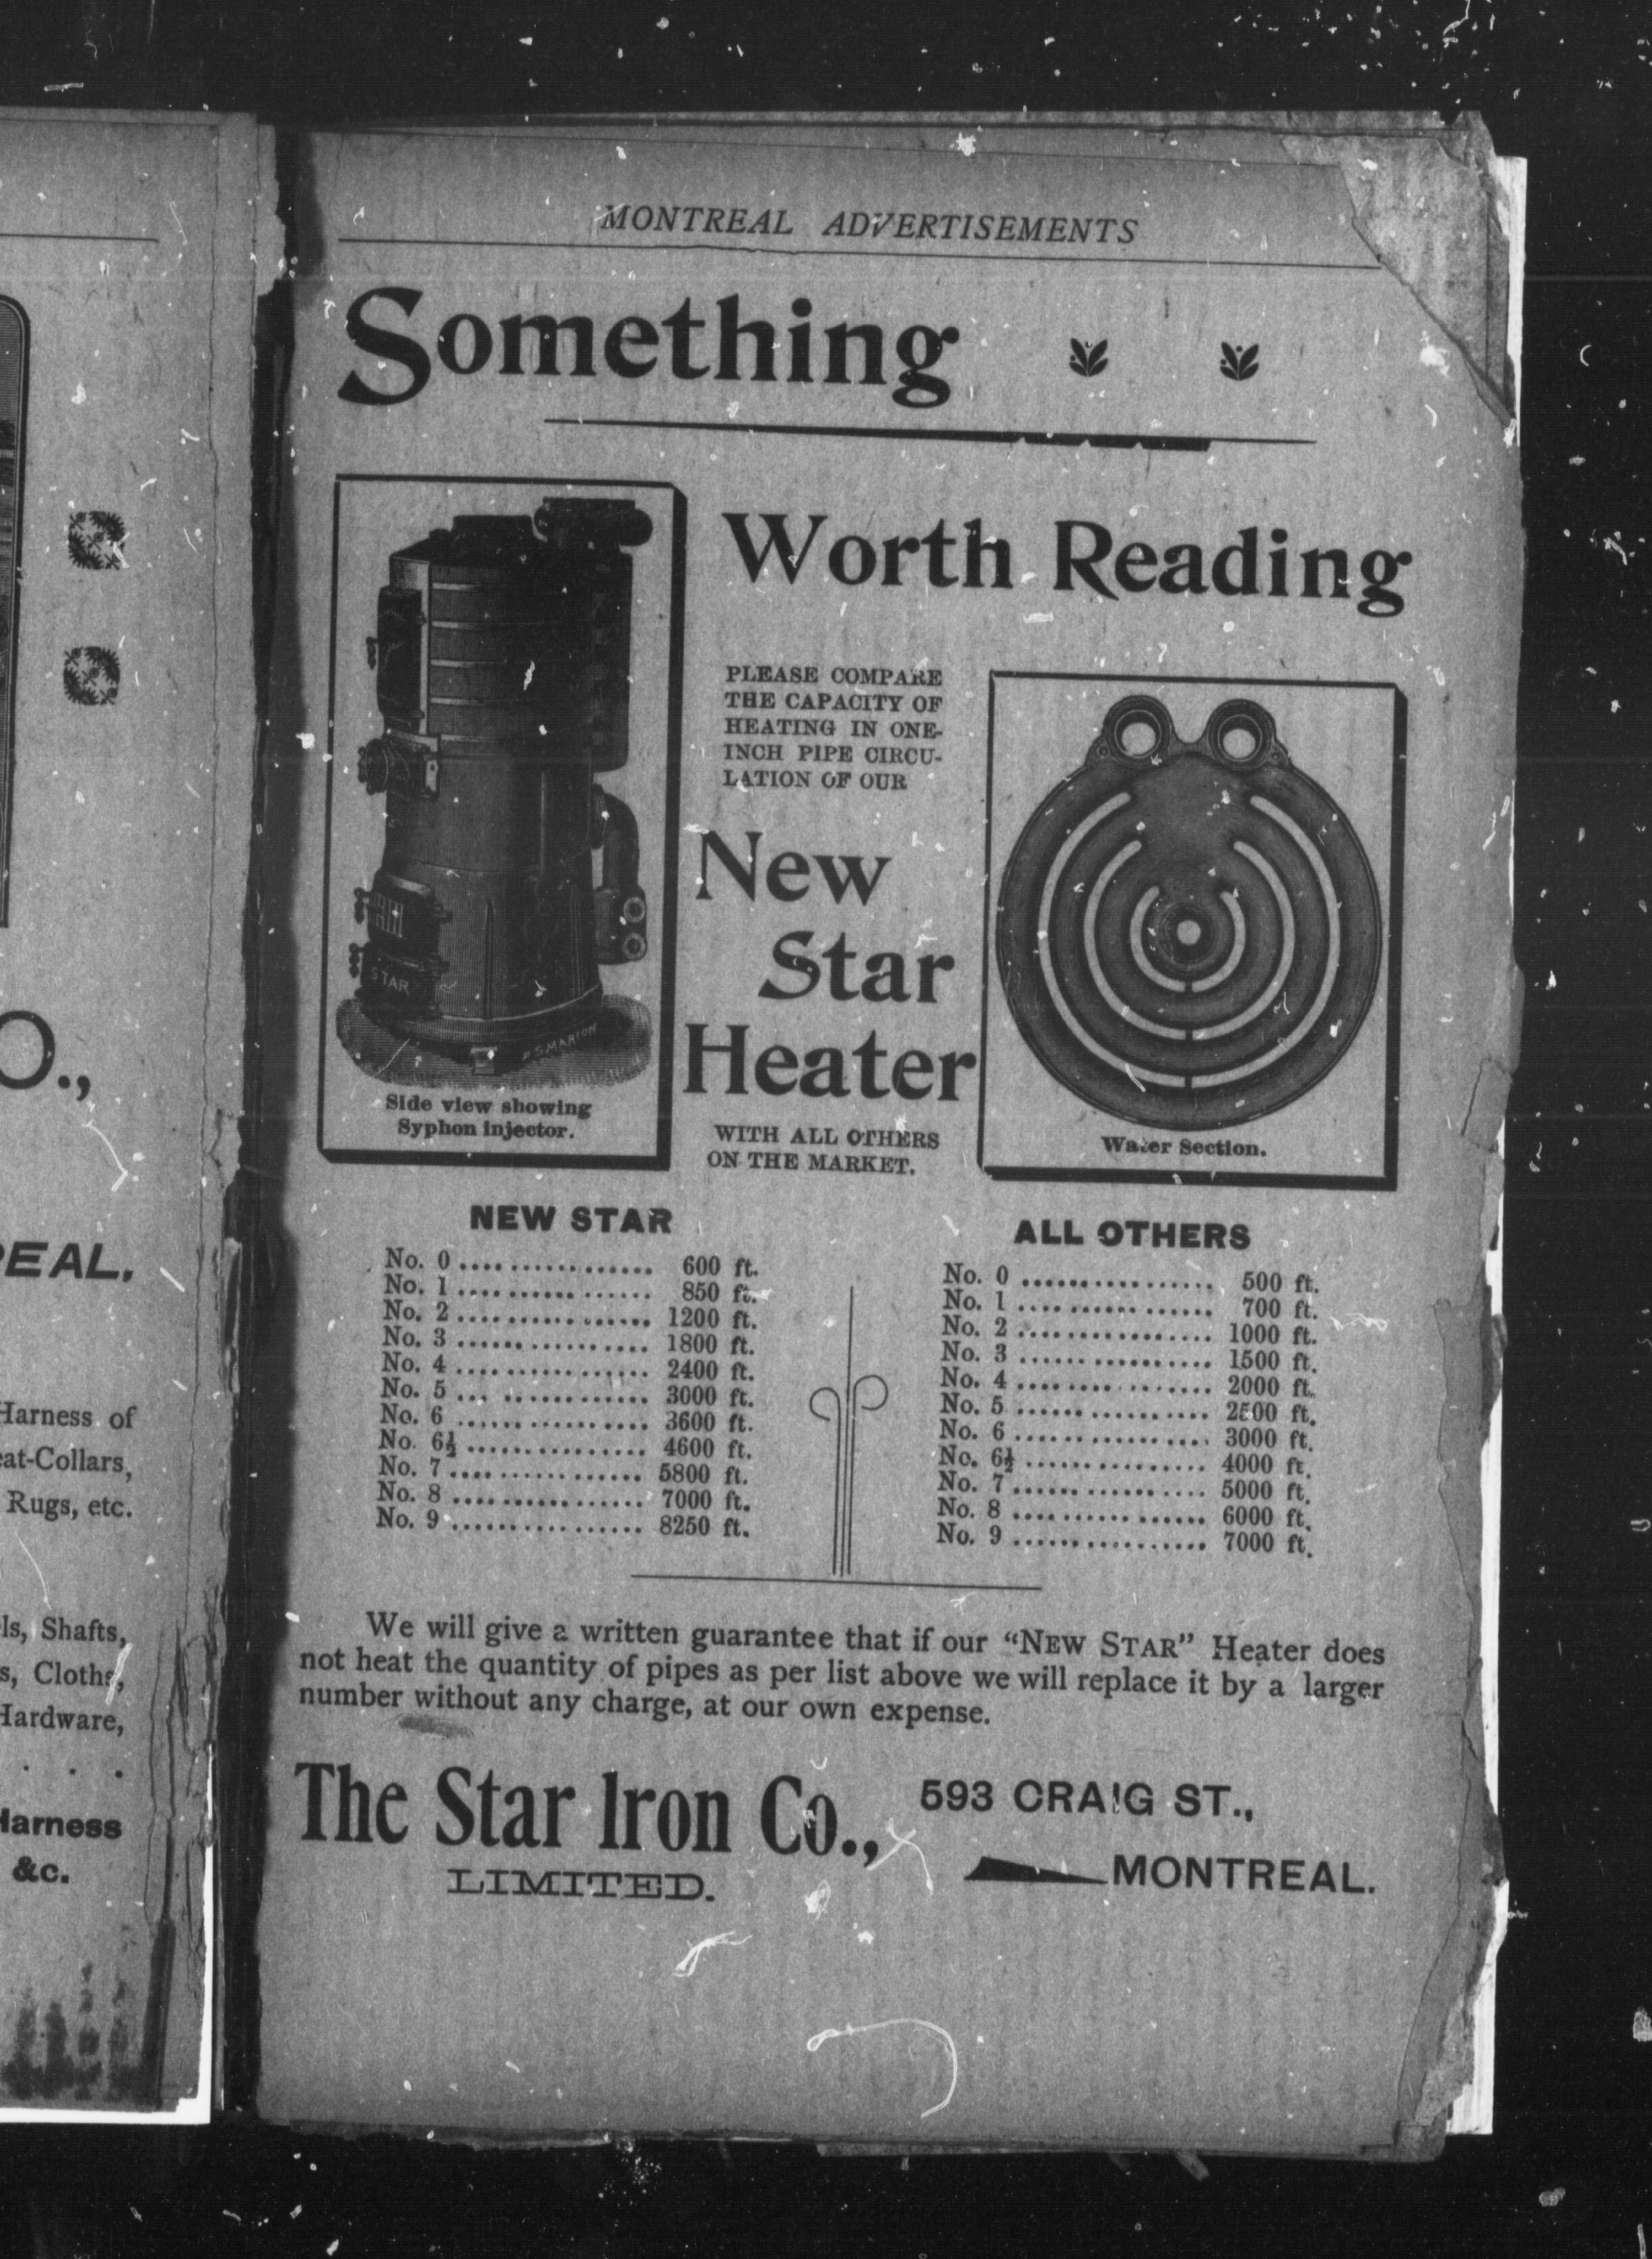 O.,
EAL.
Harness of
Rugs, etc.
Shafts,
Cloths,
Hardware,
Harness
&c.
MONTREAL ADVERTISEMENTS
Something
Worth Reading
PLEASE COMPARE
THE CAPACITY OF
HEATING IN ONE-
INCH PIPE CIRCU-
LATION OF OUR
New
Star
Heater
WITH ALL OTHERS
ON THE MARKET.
STAR
S. MARION
Side view showing
Syphon injector.
Water Section.
NEW STAR
No. 0 .................. 600 ft.
No. 1 .................. 850 ft.
No. 2 .................. 1200 ft.
No. 3 .................. 1800 ft.
No. 4 .................. 2400 ft.
No. 5 .................. 3000 ft.
No. 6 .................. 3600 ft.
No. 6½ ................ 4600 ft.
No. 7 .................. 5800 ft.
No. 8 .................. 7000 ft.
No. 9 .................. 8250 ft.
ALL OTHERS
No. 0 .................. 500 ft.
No. 1 .................. 700 ft.
No. 2 .................. 1000 ft.
No. 3 .................. 1500 ft.
No. 4 .................. 2000 ft.
No. 5 .................. 2500 ft.
No. 6 .................. 3000 ft.
No. 6½ ................ 4000 ft.
No. 7 .................. 5000 ft.
No. 8 .................. 6000 ft.
No. 9 .................. 7000 ft.
We will give a written guarantee that if our “NEW STAR” Heater does
not heat the quantity of pipes as per list above we will replace it by a larger
number without any charge, at our own expense.
The Star Iron Co.,
LIMITED.
593 CRAIG ST.,
MONTREAL.